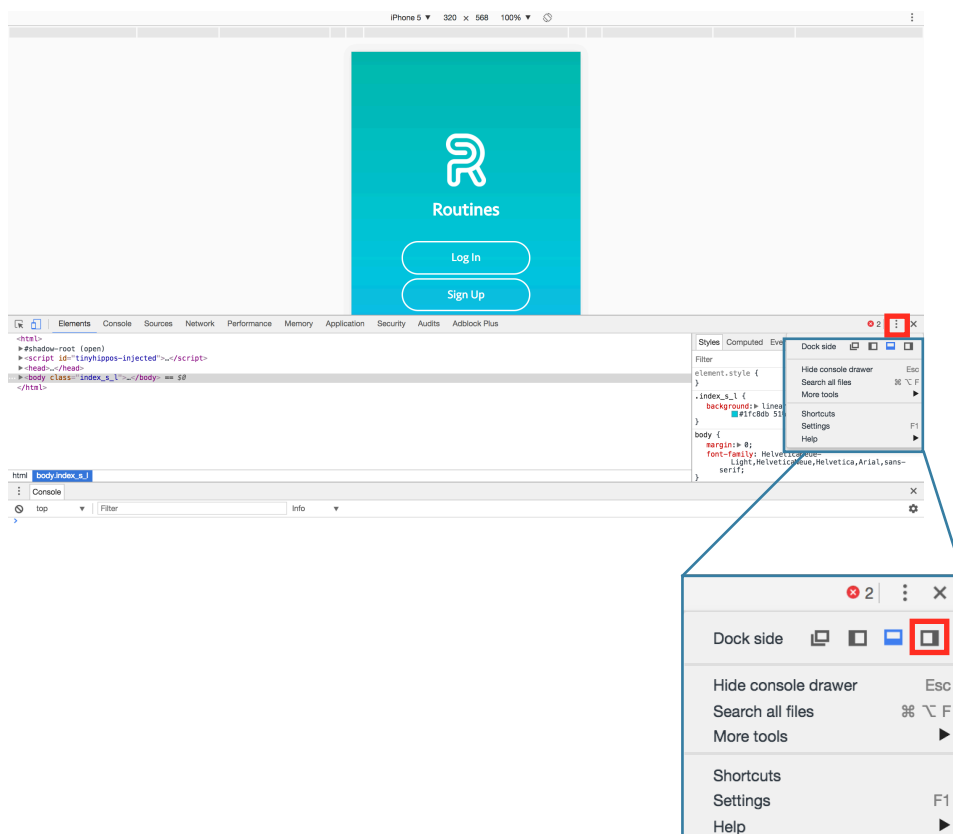 iPhone 5 ▼ 320 × 568 100% ▼
Routines
Log In
Sign Up
Elements Console Sources Network Performance Memory Application Security Audits Adblock Plus 2
<html>
▶#shadow-root (open)
▶<script id="tinyhippos-injected">…</script>
▶<head>…</head>
▶<body class="index_s_l">…</body> == $0
</html>
html body.index_s_l
Styles Computed Eve
Filter
element.style {
}
.index_s_l {
background:▶ linea
#1fc8db 51
}
body {
margin:▶ 0;
font-family: HelveticaNeue-
Light,HelveticaNeue,Helvetica,Arial,sans-
serif;
}
Dock side
Hide console drawer Esc
Search all files ⌘ ⌥ F
More tools ▶
Shortcuts
Settings F1
Help ▶
Console
top ▼ Filter Info ▼
>
2
Dock side
Hide console drawer Esc
Search all files ⌘ ⌥ F
More tools ▶
Shortcuts
Settings F1
Help ▶